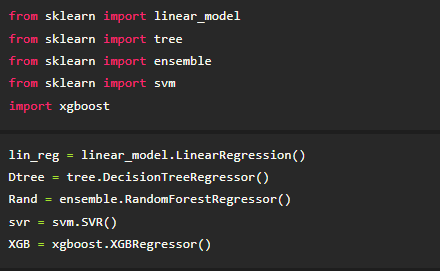 from sklearn import linear_model
from sklearn import tree
from sklearn import ensemble
from sklearn import svm
import xgboost
lin_reg = linear_model.LinearRegression()
Dtree = tree.DecisionTreeRegressor()
Rand = ensemble.RandomForestRegressor()
svr = svm.SVR()
XGB = xgboost.XGBRegressor()